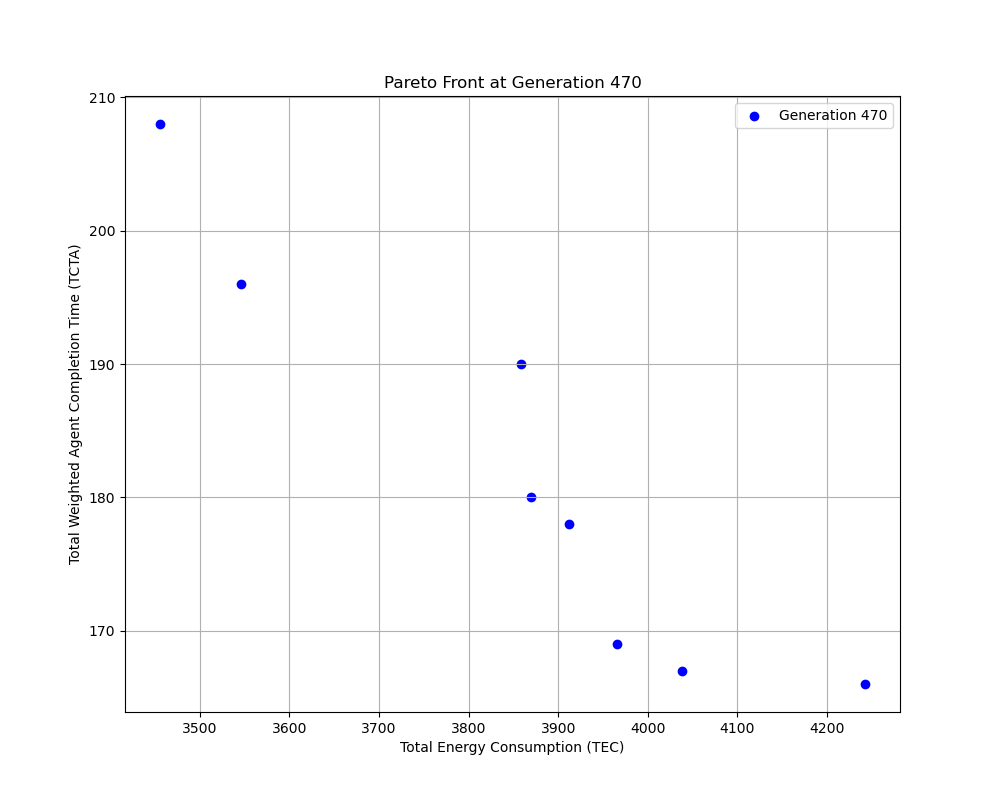 Pareto Front at Generation 470
Generation 470
Total Weighted Agent Completion Time (TCTA)
210
200
190
180
170
3500 3600 3700 3800 3900 4000 4100 4200
Total Energy Consumption (TEC)